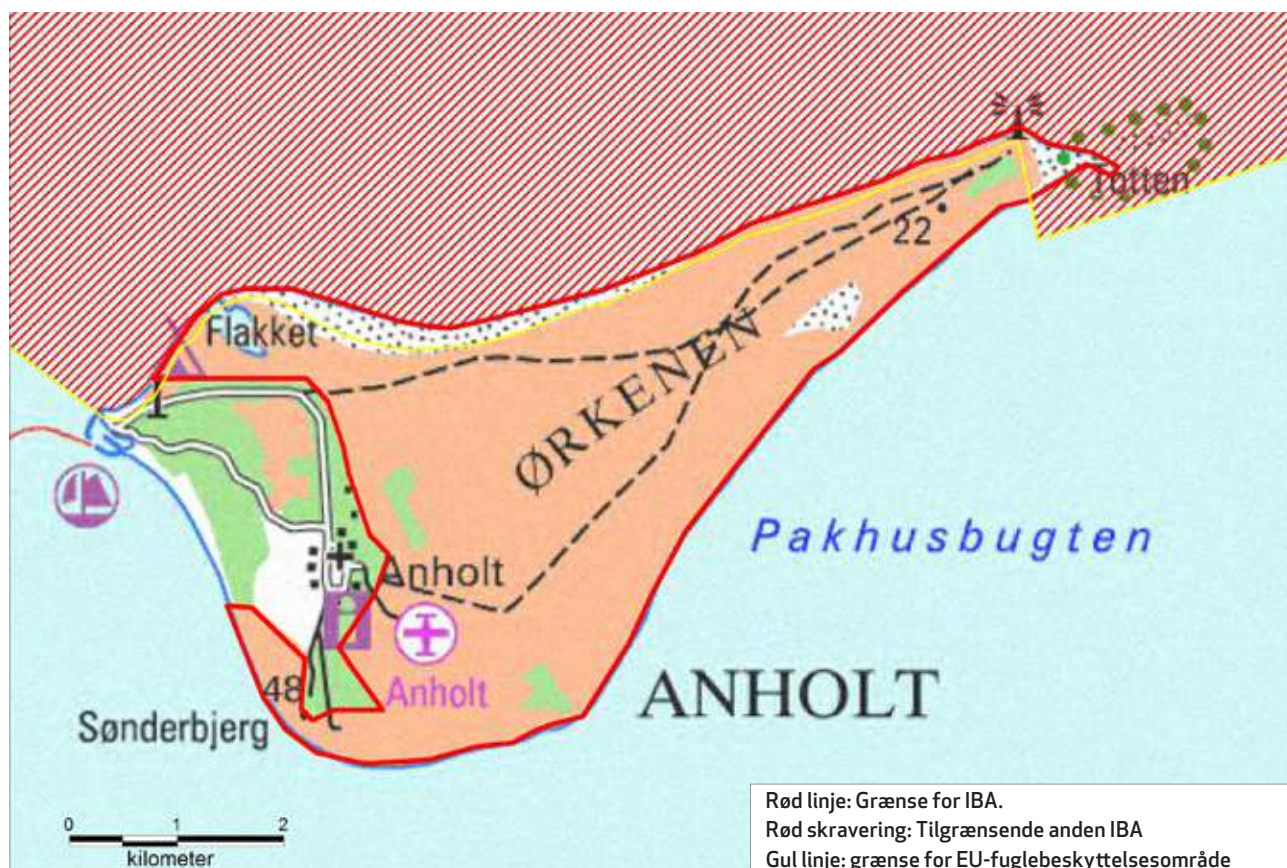 Totten
22
Flakket
ØRKENEN
Pakhusbugten
Anholt
48
Anholt
ANHOLT
Sønderbjerg
0 1 2
kilometer
Rød linje: Grænse for IBA.
Rød skravering: Tilgrænsende anden IBA
Gul linje: grænse for EU-fuglebeskyttelsesområde